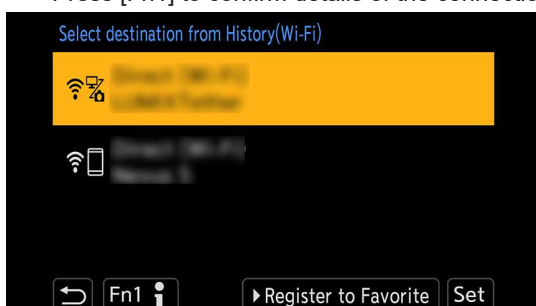 Press [Fn1] to confirm details of the connectio
Select destination from History(Wi-Fi)
Fn1 i
Register to Favorite
Set